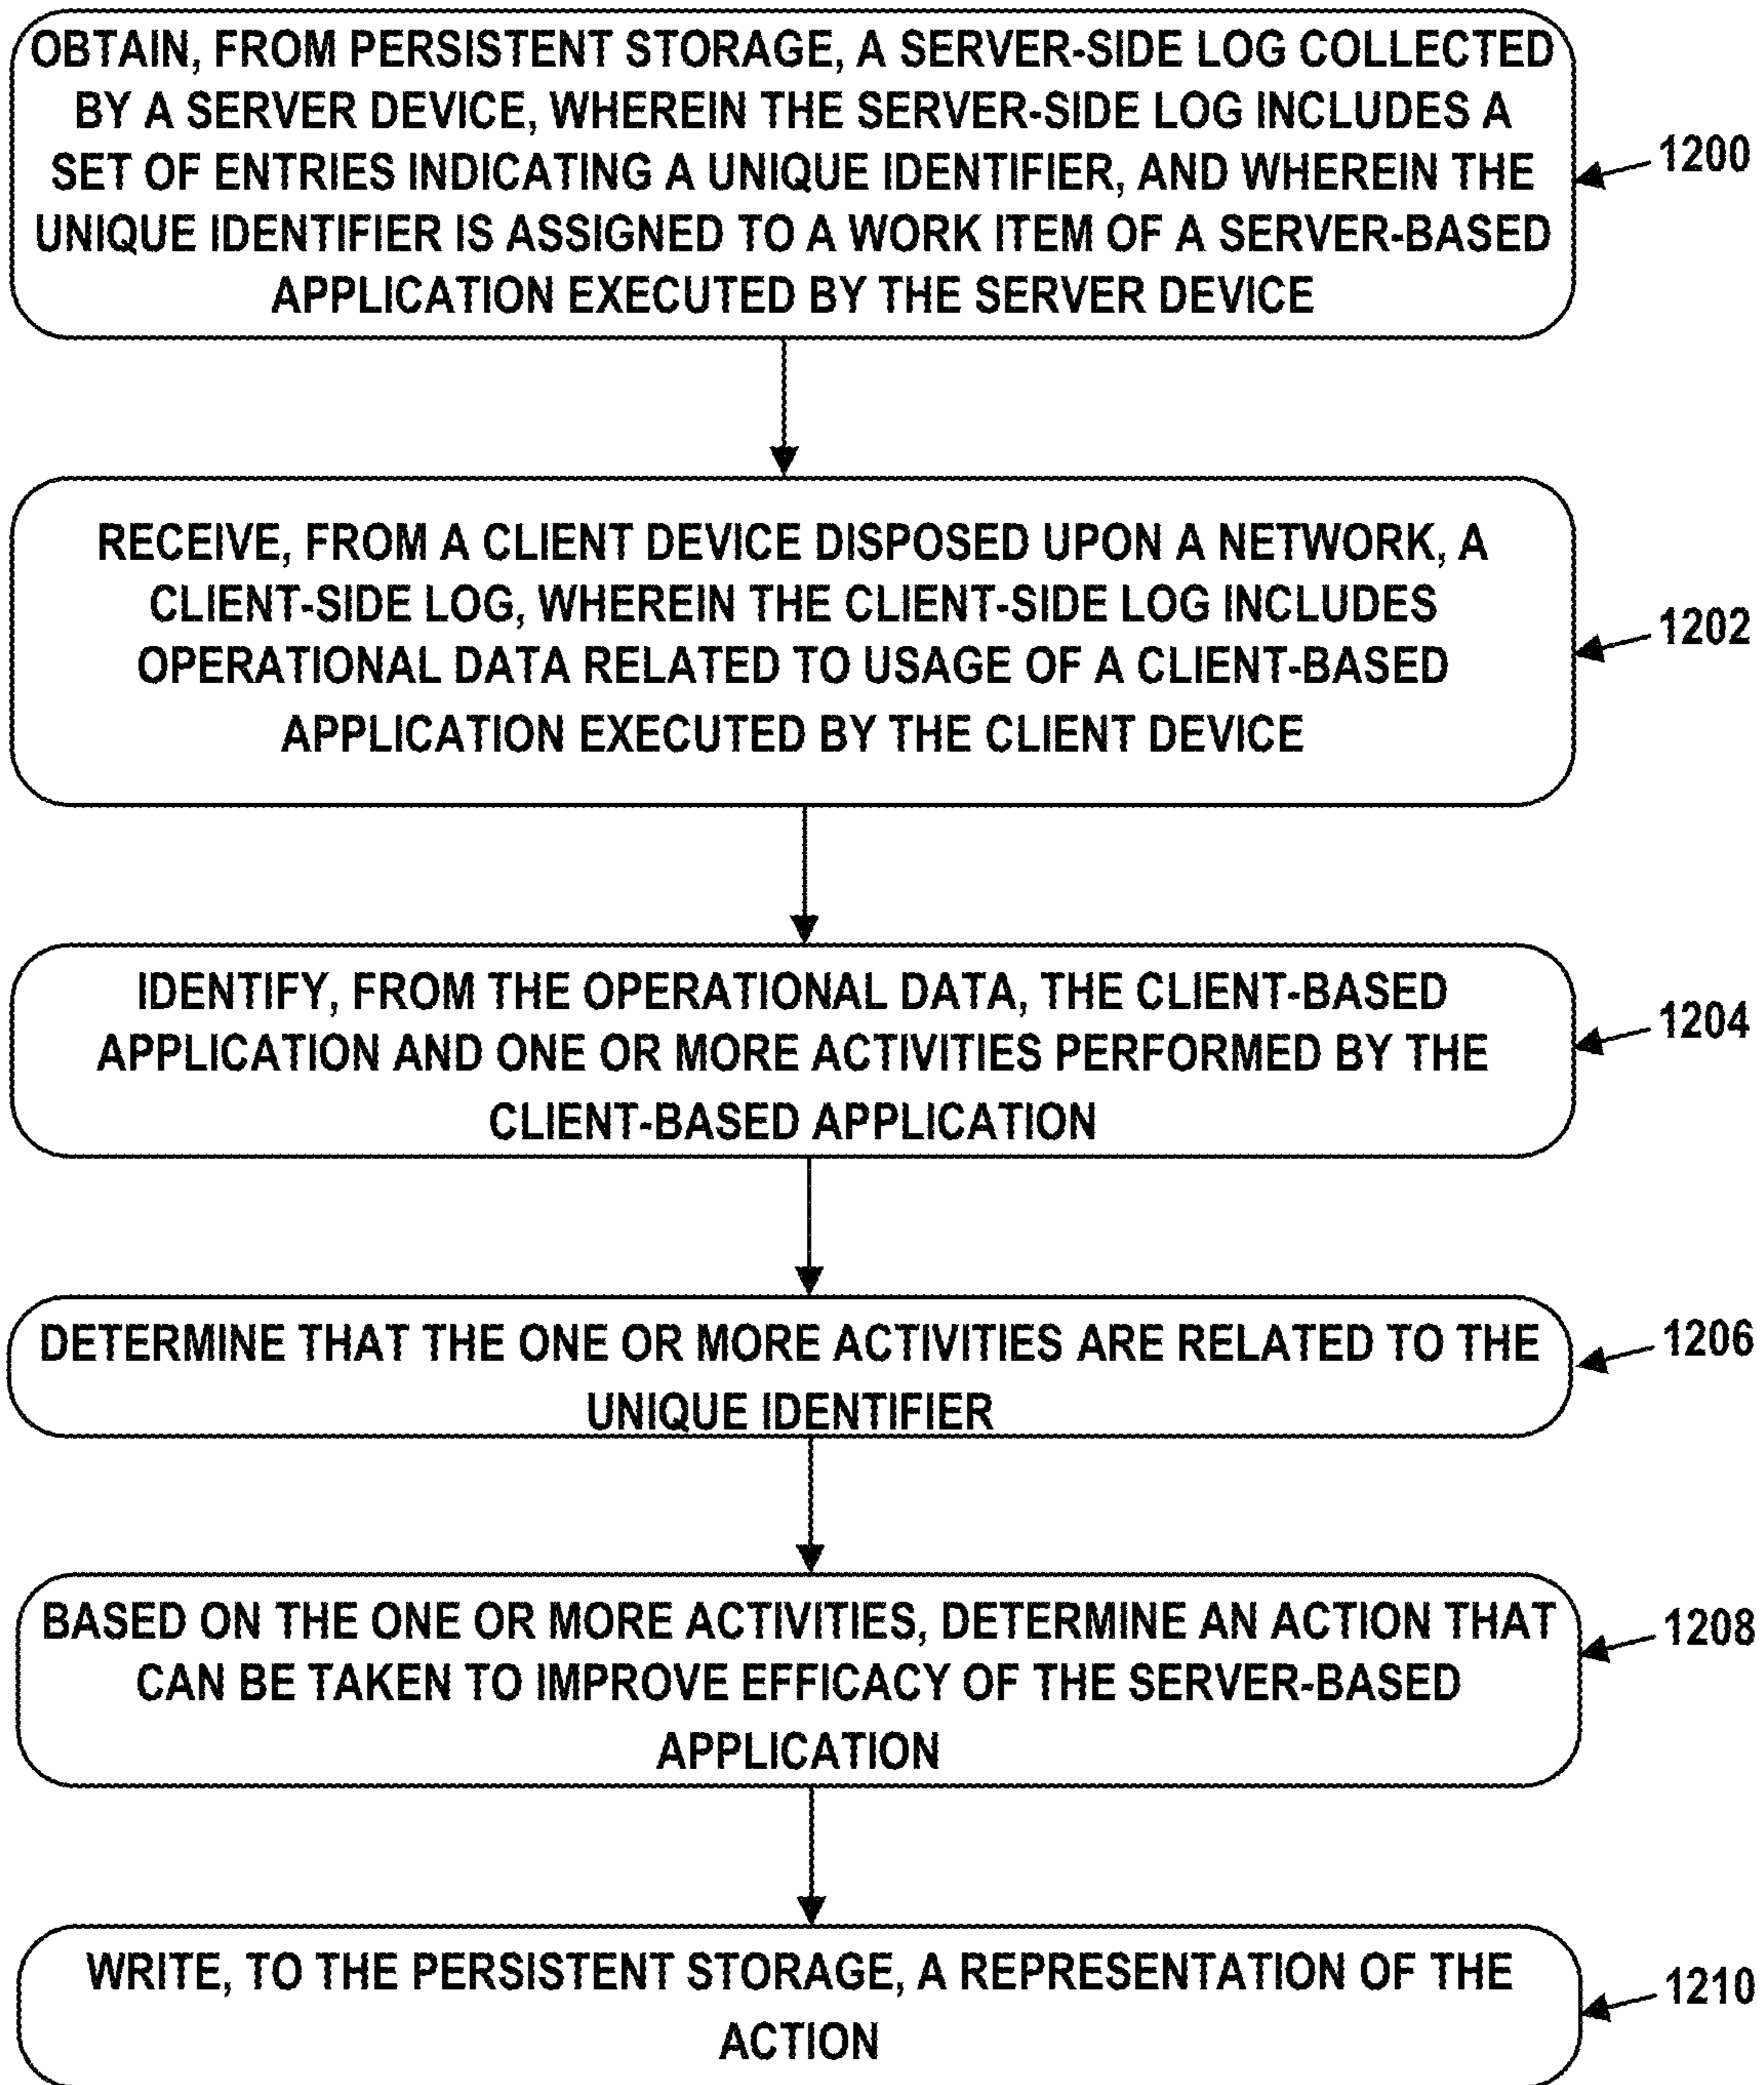 OBTAIN, FROM PERSISTENT STORAGE, A SERVER-SIDE LOG COLLECTED
BY A SERVER DEVICE, WHEREIN THE SERVER-SIDE LOG INCLUDES A
SET OF ENTRIES INDICATING A UNIQUE IDENTIFIER, AND WHEREIN THE
UNIQUE IDENTIFIER IS ASSIGNED TO A WORK ITEM OF A SERVER-BASED
APPLICATION EXECUTED BY THE SERVER DEVICE
1200
RECEIVE, FROM A CLIENT DEVICE DISPOSED UPON A NETWORK, A
CLIENT-SIDE LOG, WHEREIN THE CLIENT-SIDE LOG INCLUDES
OPERATIONAL DATA RELATED TO USAGE OF A CLIENT-BASED
APPLICATION EXECUTED BY THE CLIENT DEVICE
1202
IDENTIFY, FROM THE OPERATIONAL DATA, THE CLIENT-BASED
APPLICATION AND ONE OR MORE ACTIVITIES PERFORMED BY THE
CLIENT-BASED APPLICATION
1204
DETERMINE THAT THE ONE OR MORE ACTIVITIES ARE RELATED TO THE
UNIQUE IDENTIFIER
1206
BASED ON THE ONE OR MORE ACTIVITIES, DETERMINE AN ACTION THAT
CAN BE TAKEN TO IMPROVE EFFICACY OF THE SERVER-BASED
APPLICATION
1208
WRITE, TO THE PERSISTENT STORAGE, A REPRESENTATION OF THE
ACTION
1210